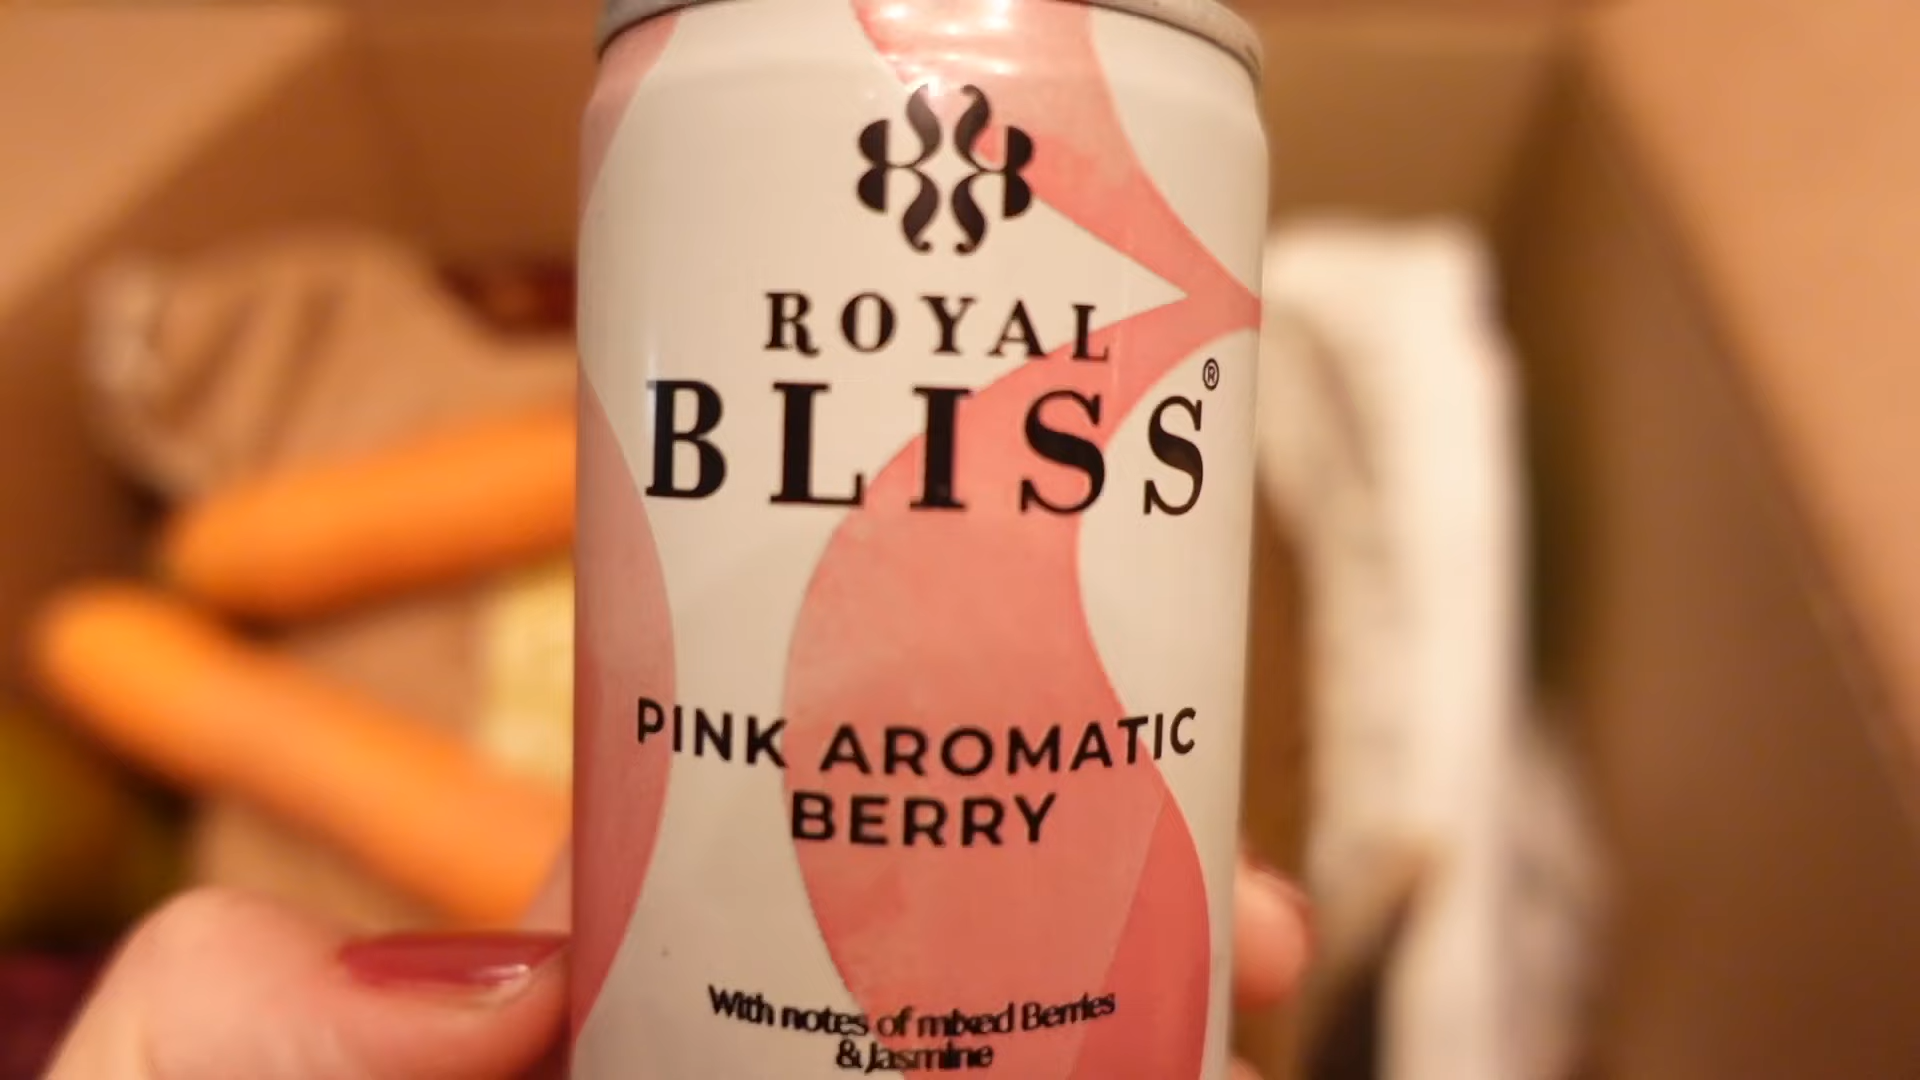 ROYAL
BLISS®
PINK AROMATIC
BERRY
With notes of mixed Berries
& Jasmine